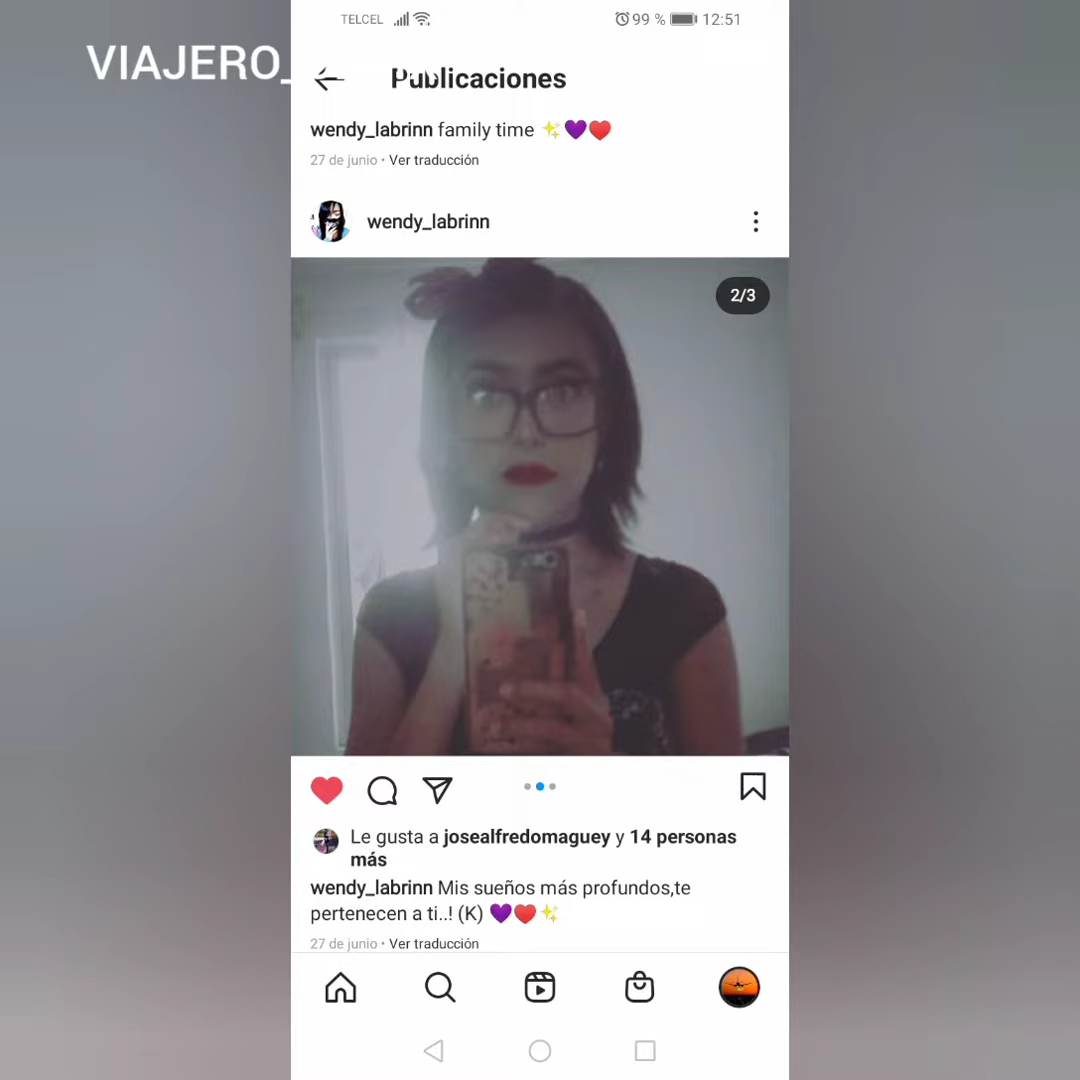 TELCEL 99 % 12:51
VIAJERO_
Publicaciones
wendy_labrinn family time ✨💜❤️
27 de junio • Ver traducción
wendy_labrinn
2/3
Le gusta a josealfredomaguey y 14 personas
más
wendy_labrinn Mis sueños más profundos,te
pertenecen a ti..! (K) 💜❤️✨
27 de junio • Ver traducción